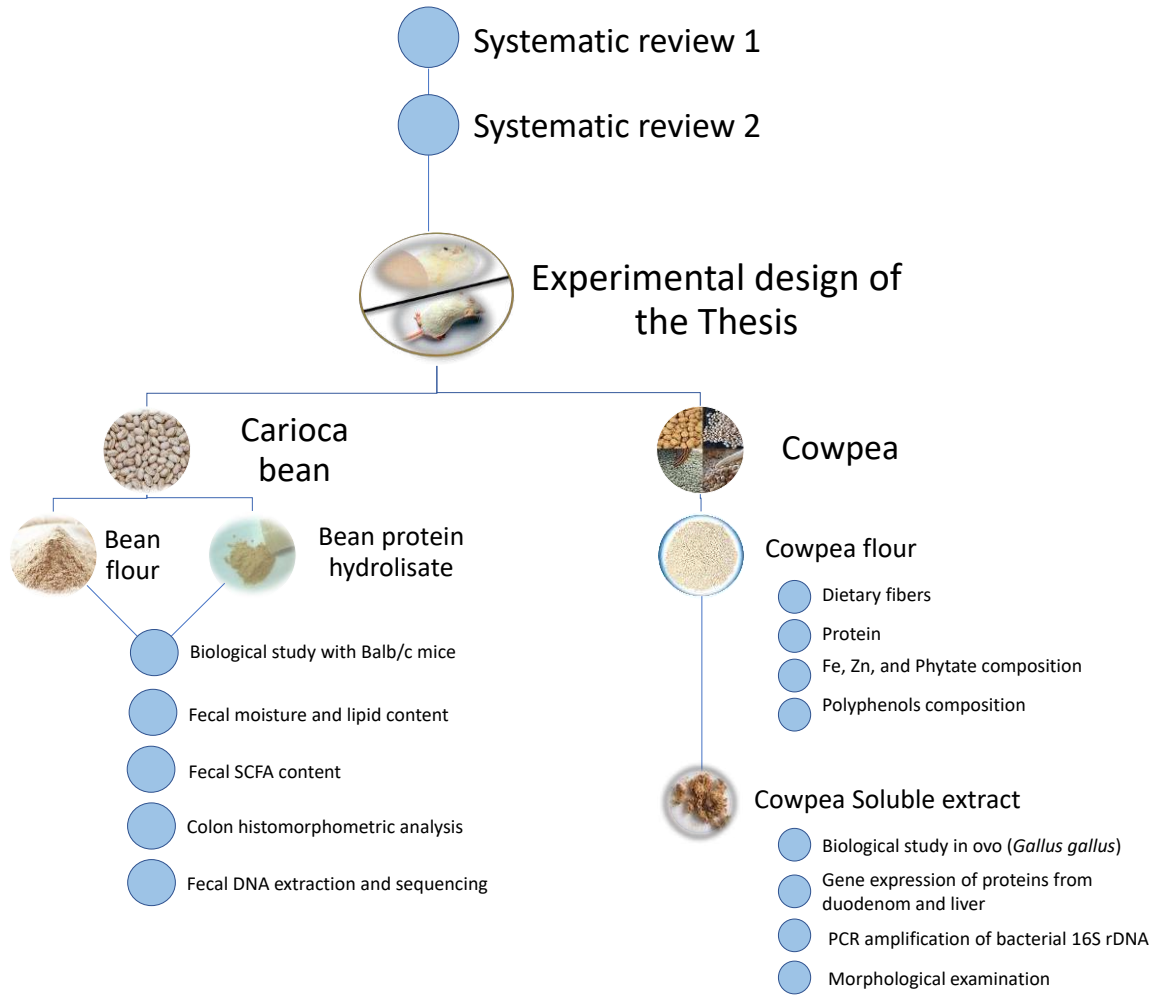 Systematic review 1
Systematic review 2
Experimental design of
the Thesis
Carioca
bean
Bean
flour
Bean protein
hydrolisate
Biological study with Balb/c mice
Fecal moisture and lipid content
Fecal SCFA content
Colon histomorphometric analysis
Fecal DNA extraction and sequencing
Cowpea
Cowpea flour
Dietary fibers
Protein
Fe, Zn, and Phytate composition
Polyphenols composition
Cowpea Soluble extract
Biological study in ovo (Gallus gallus)
Gene expression of proteins from
duodenom and liver
PCR amplification of bacterial 16S rDNA
Morphological examination